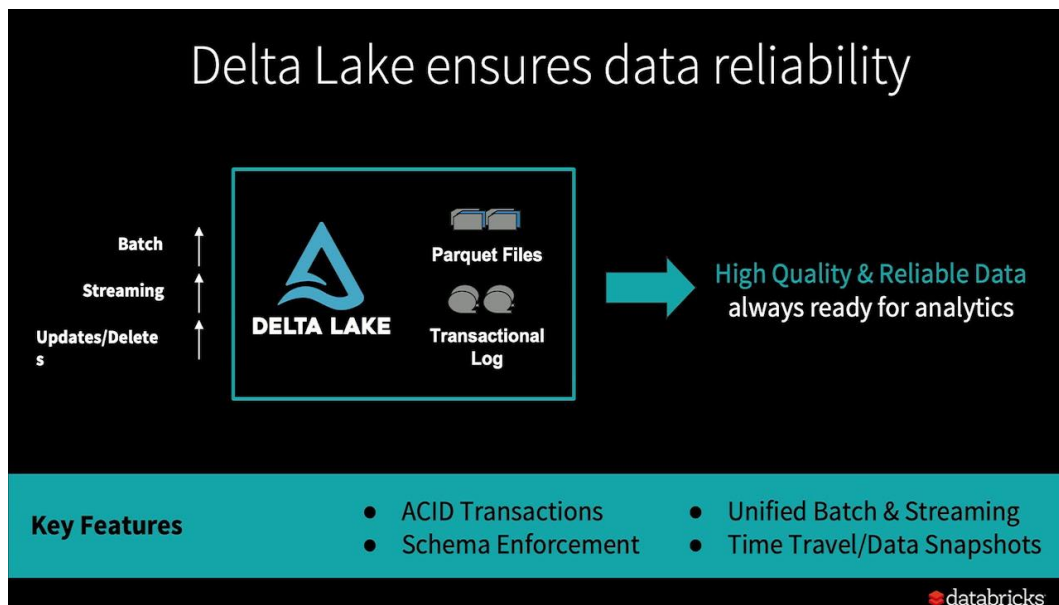 Delta Lake ensures data reliability
Batch
Streaming
Updates/Delete
s
DELTA LAKE
Parquet Files
Transactional
Log
High Quality & Reliable Data
always ready for analytics
Key Features
● ACID Transactions
● Schema Enforcement
● Unified Batch & Streaming
● Time Travel/Data Snapshots
databricks